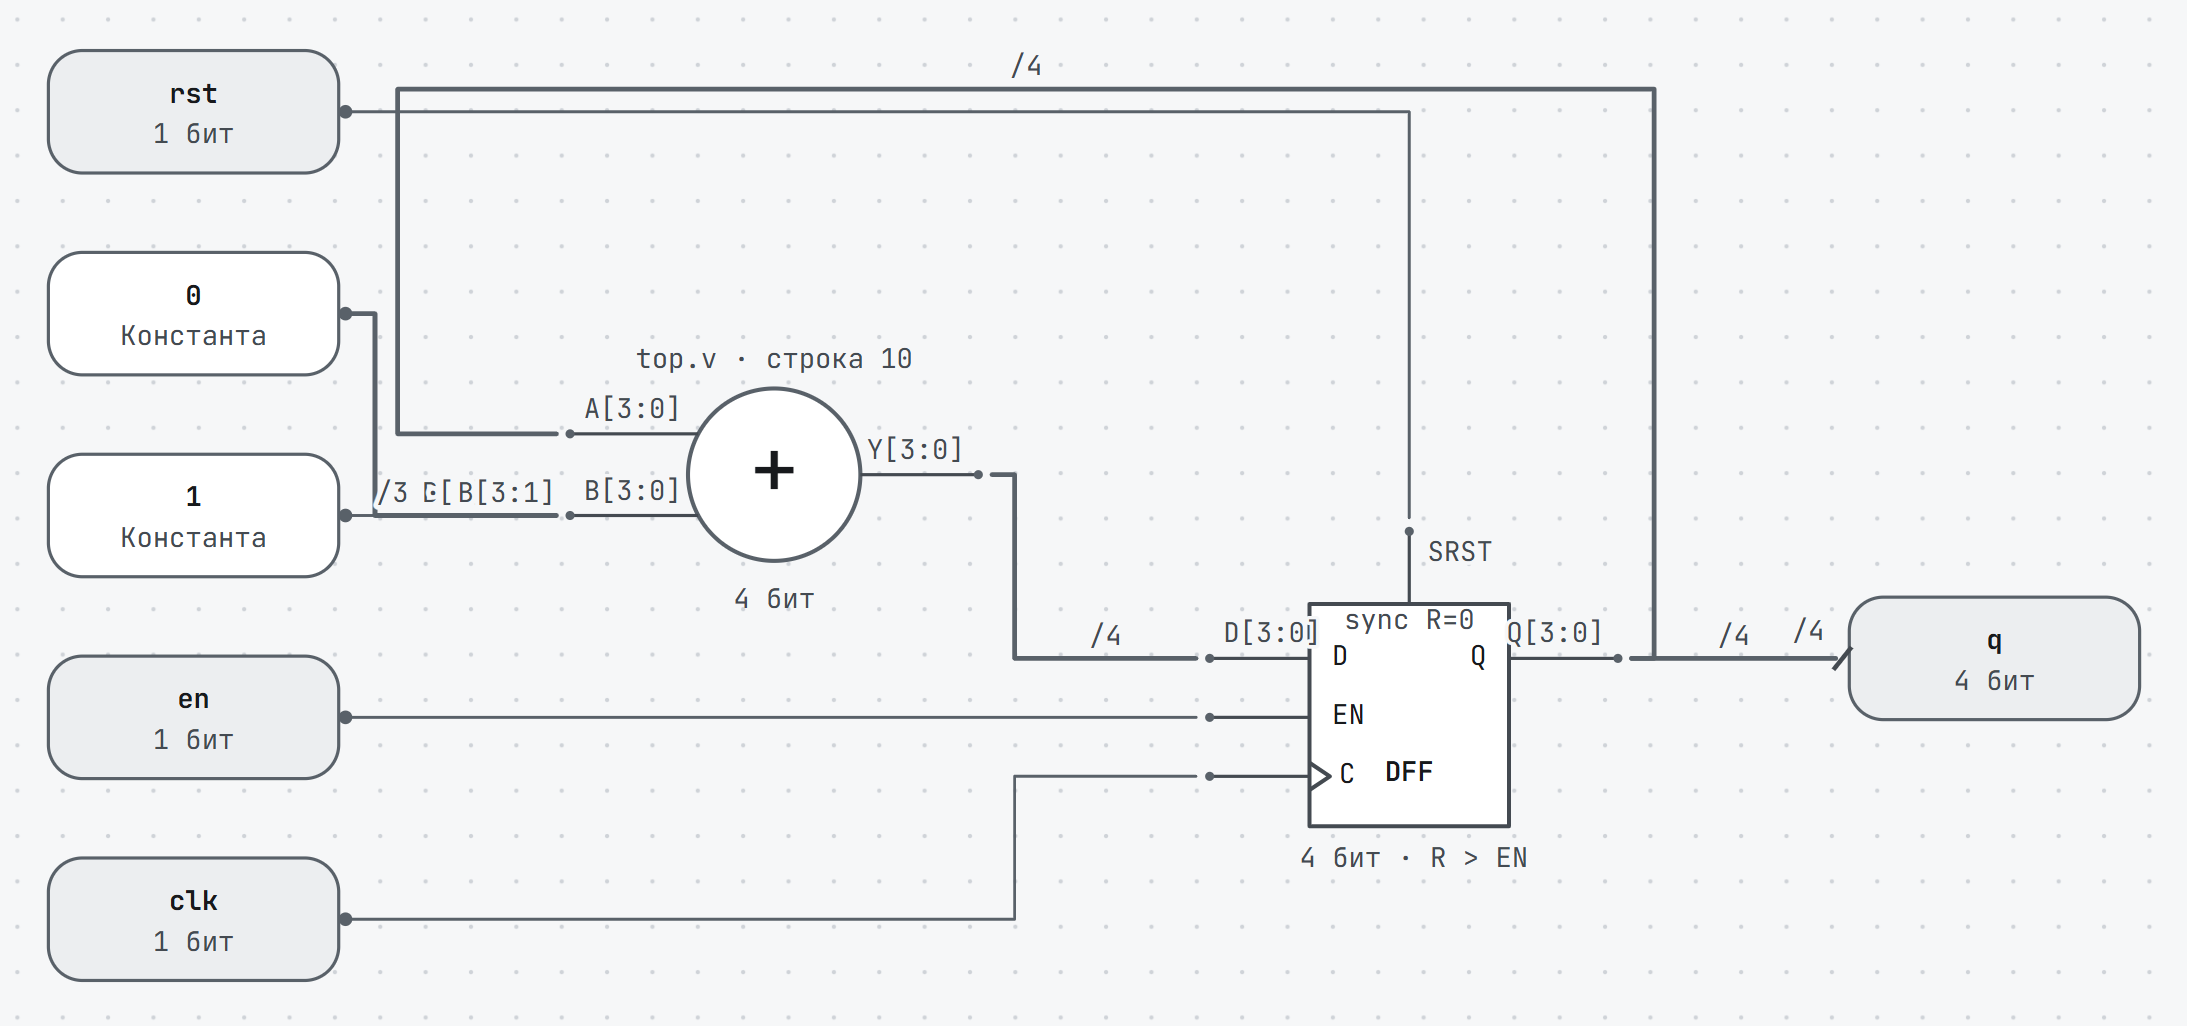 /4
rst
1 бит
0
Константа
top.v · строка 10
A[3:0]
+
Y[3:0]
1
Константа
/3
B[3:1]
B[3:0]
4 бит
SRST
sync R=0
/4
D[3:0]
D
Q
Q[3:0]
/4
/4
q
4 бит
en
1 бит
EN
C
DFF
4 бит · R > EN
clk
1 бит